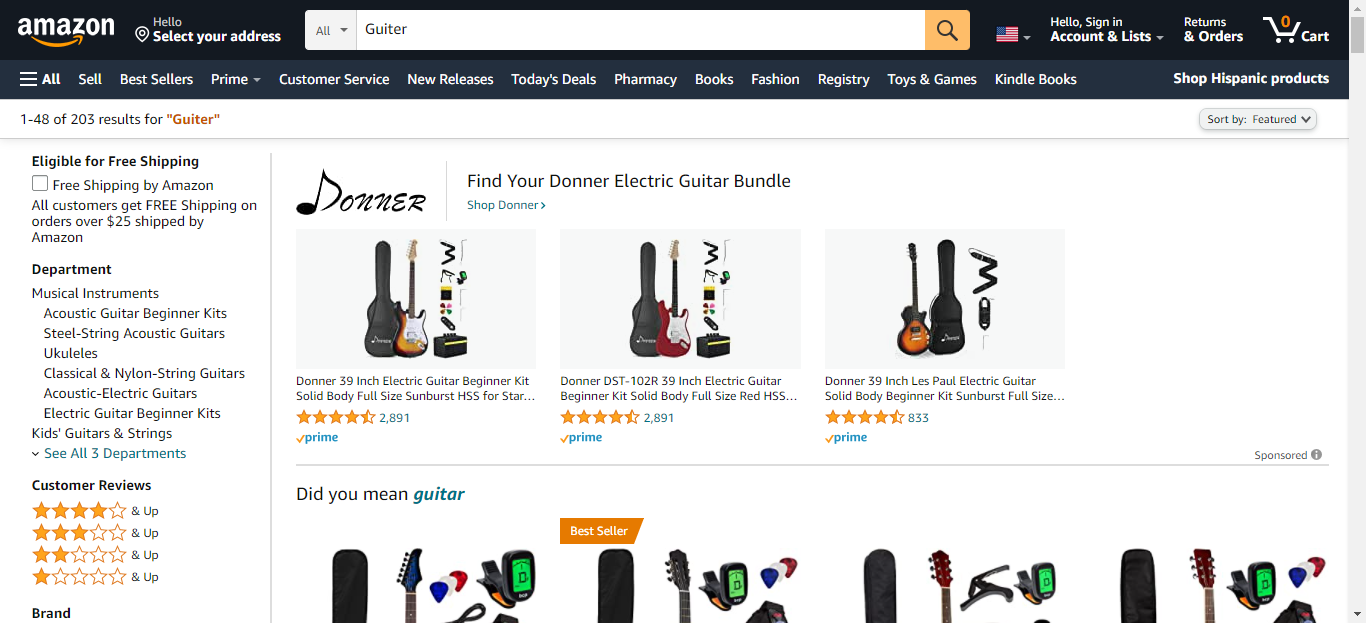 amazon
Hello
Select your address
All
Guiter
Hello, Sign in
Account & Lists
Returns
& Orders
0
Cart
All
Sell
Best Sellers
Prime
Customer Service
New Releases
Today's Deals
Pharmacy
Books
Fashion
Registry
Toys & Games
Kindle Books
Shop Hispanic products
1-48 of 203 results for "Guiter"
Sort by: Featured
Eligible for Free Shipping
Free Shipping by Amazon
All customers get FREE Shipping on
orders over $25 shipped by
Amazon
Department
Musical Instruments
Acoustic Guitar Beginner Kits
Steel-String Acoustic Guitars
Ukuleles
Classical & Nylon-String Guitars
Acoustic-Electric Guitars
Electric Guitar Beginner Kits
Kids' Guitars & Strings
See All 3 Departments
Customer Reviews
& Up
& Up
& Up
& Up
Brand
DONNER
Find Your Donner Electric Guitar Bundle
Shop Donner ›
Donner 39 Inch Electric Guitar Beginner Kit
Solid Body Full Size Sunburst HSS for Star…
2,891
prime
Donner DST-102R 39 Inch Electric Guitar
Beginner Kit Solid Body Full Size Red HSS…
2,891
prime
Donner 39 Inch Les Paul Electric Guitar
Solid Body Beginner Kit Sunburst Full Size…
833
prime
Sponsored
Did you mean guitar
Best Seller